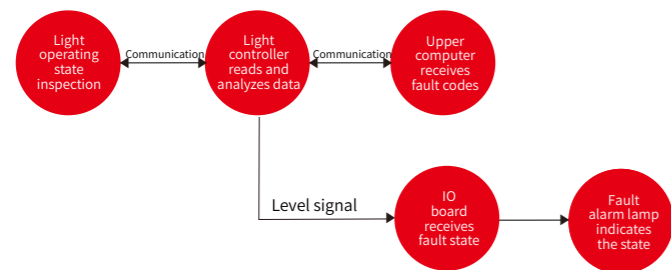 Light
operating
state
inspection
Communication
Light
controller
reads and
analyzes data
Communication
Upper
computer
receives
fault codes
Level signal
IO
board
receives
fault state
Fault
alarm lamp
indicates
the state